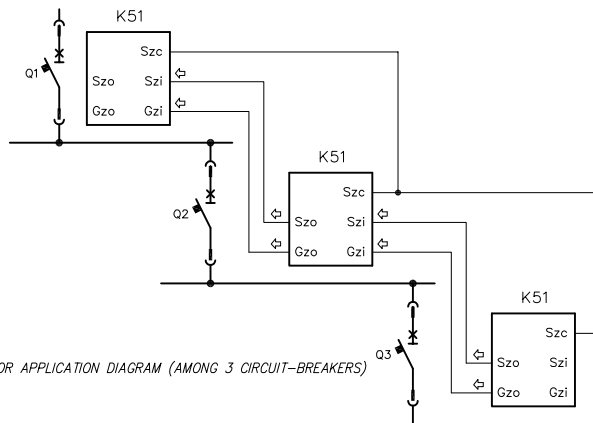 K51
Szc
Q1
Szo Szi
Gzo Gzi
K51
Szc
Q2
Szo Szi
Gzo Gzi
K51
Szc
Q3
Szo Szi
Gzo Gzi
APPLICATION DIAGRAM (AMONG 3 CIRCUIT-BREAKERS)